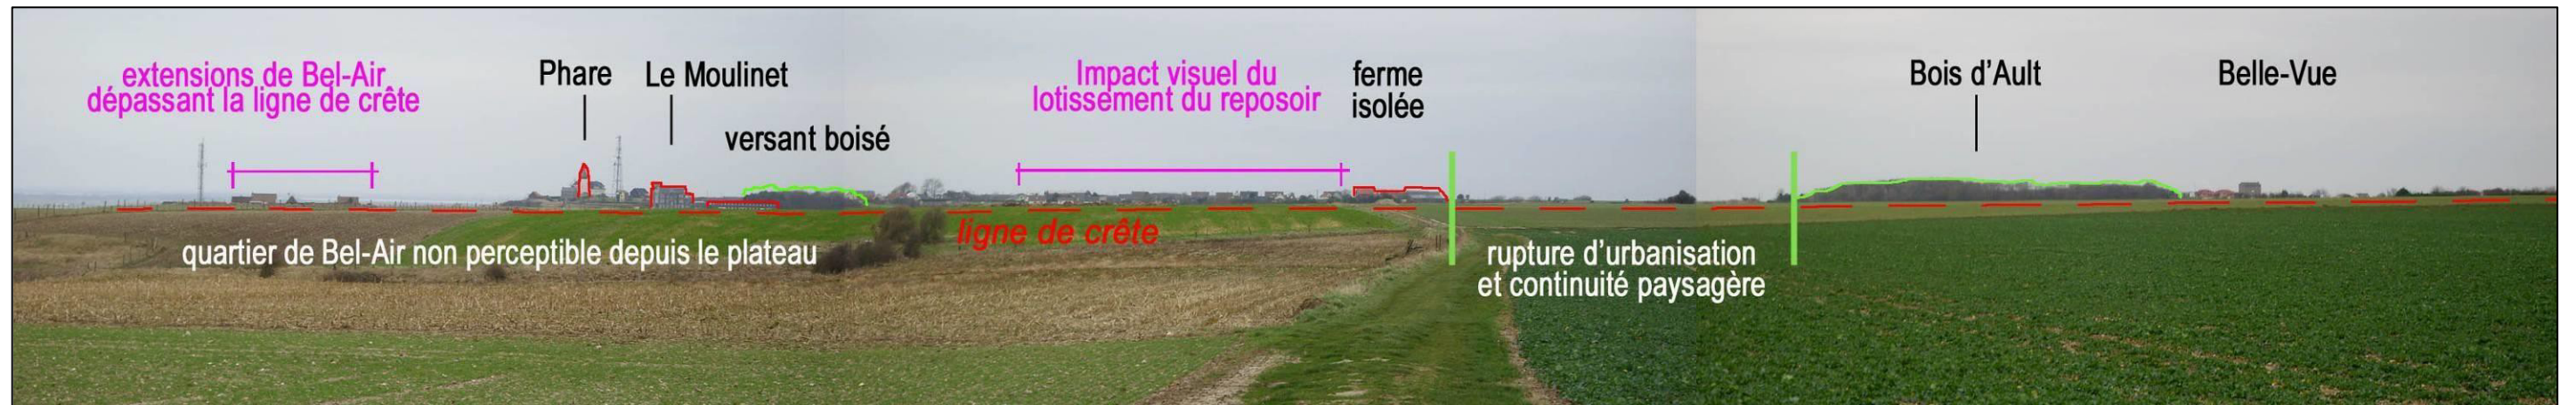 extensions de Bel-Air
dépassant la ligne de crête
Phare
Le Moulinet
versant boisé
Impact visuel du
lotissement du reposoir
ferme
isolée
Bois d'Ault
Belle-Vue
quartier de Bel-Air non perceptible depuis le plateau
ligne de crête
rupture d'urbanisation
et continuité paysagère